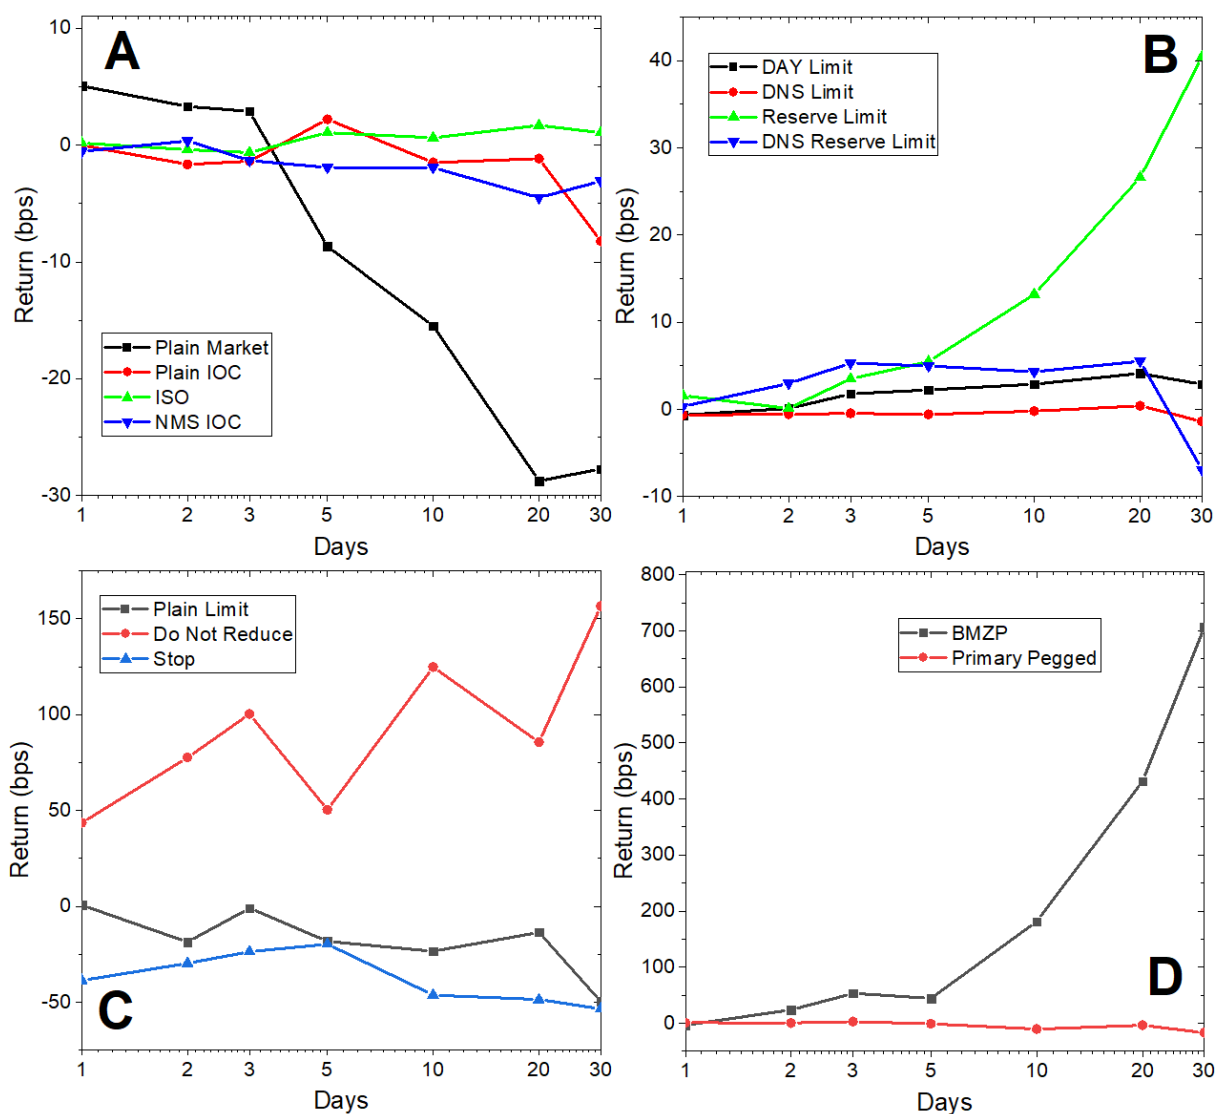 A
10
0
-10
-20
-30
Return (bps)
Plain Market
Plain IOC
ISO
NMS IOC
1 2 3 5 10 20 30
Days
B
40
30
20
10
0
-10
Return (bps)
DAY Limit
DNS Limit
Reserve Limit
DNS Reserve Limit
1 2 3 5 10 20 30
Days
C
150
100
50
0
-50
Return (bps)
Plain Limit
Do Not Reduce
Stop
1 2 3 5 10 20 30
Days
D
800
700
600
500
400
300
200
100
0
Return (bps)
BMZP
Primary Pegged
1 2 3 5 10 20 30
Days